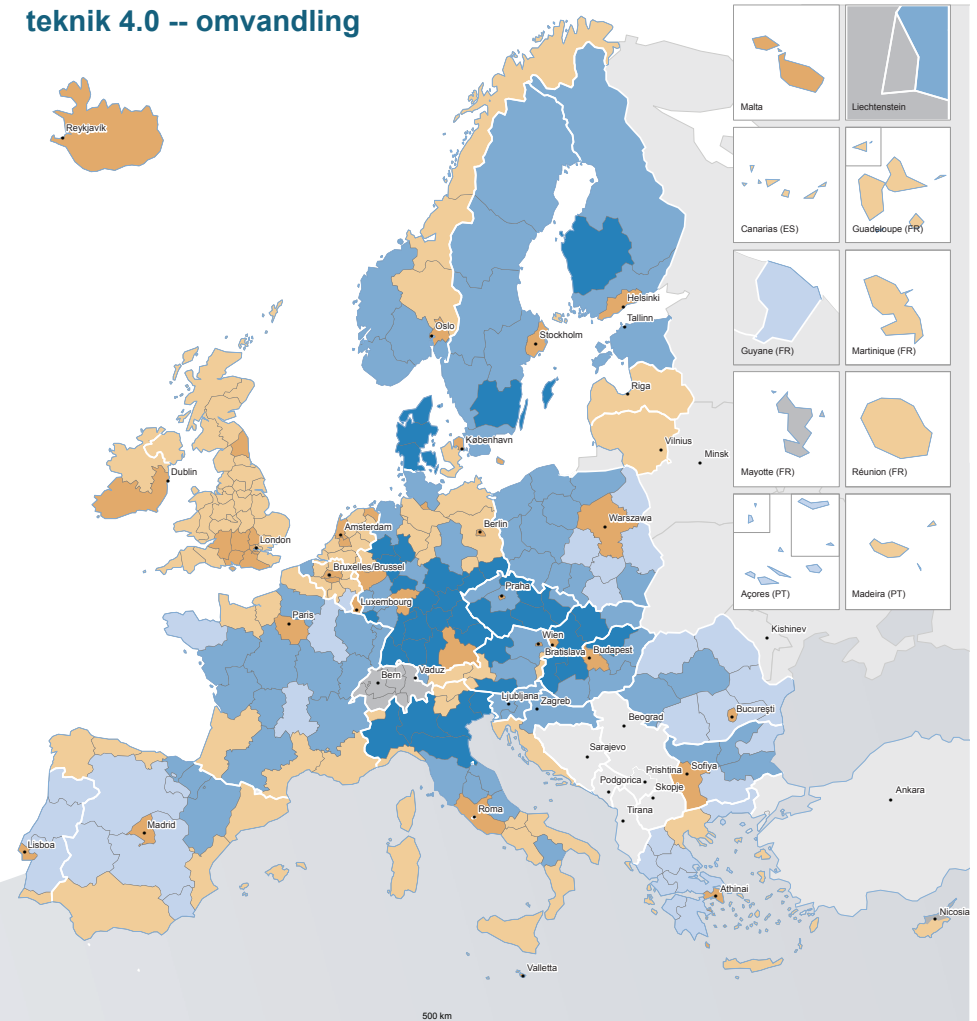 teknik 4.0 -- omvandling
Malta
Liechtenstein
Reykjavik
Canarias (ES)
Guadeloupe (FR)
Helsinki
Tallinn
Oslo
Stockholm
Guyane (FR)
Martinique (FR)
Riga
København
Vilnius
Minsk
Mayotte (FR)
Réunion (FR)
Dublin
Amsterdam
Berlin
Warszawa
London
Bruxelles/Brussel
Praha
Luxembourg
Açores (PT)
Madeira (PT)
Paris
Kishinev
Wien
Bratislava
Budapest
Bern
Vaduz
Ljubljana
Zagreb
Bucureşti
Beograd
Sarajevo
Prishtina
Sofiya
Podgorica
Skopje
Ankara
Roma
Tirana
Madrid
Lisboa
Athinai
Nicosia
Valletta
500 km